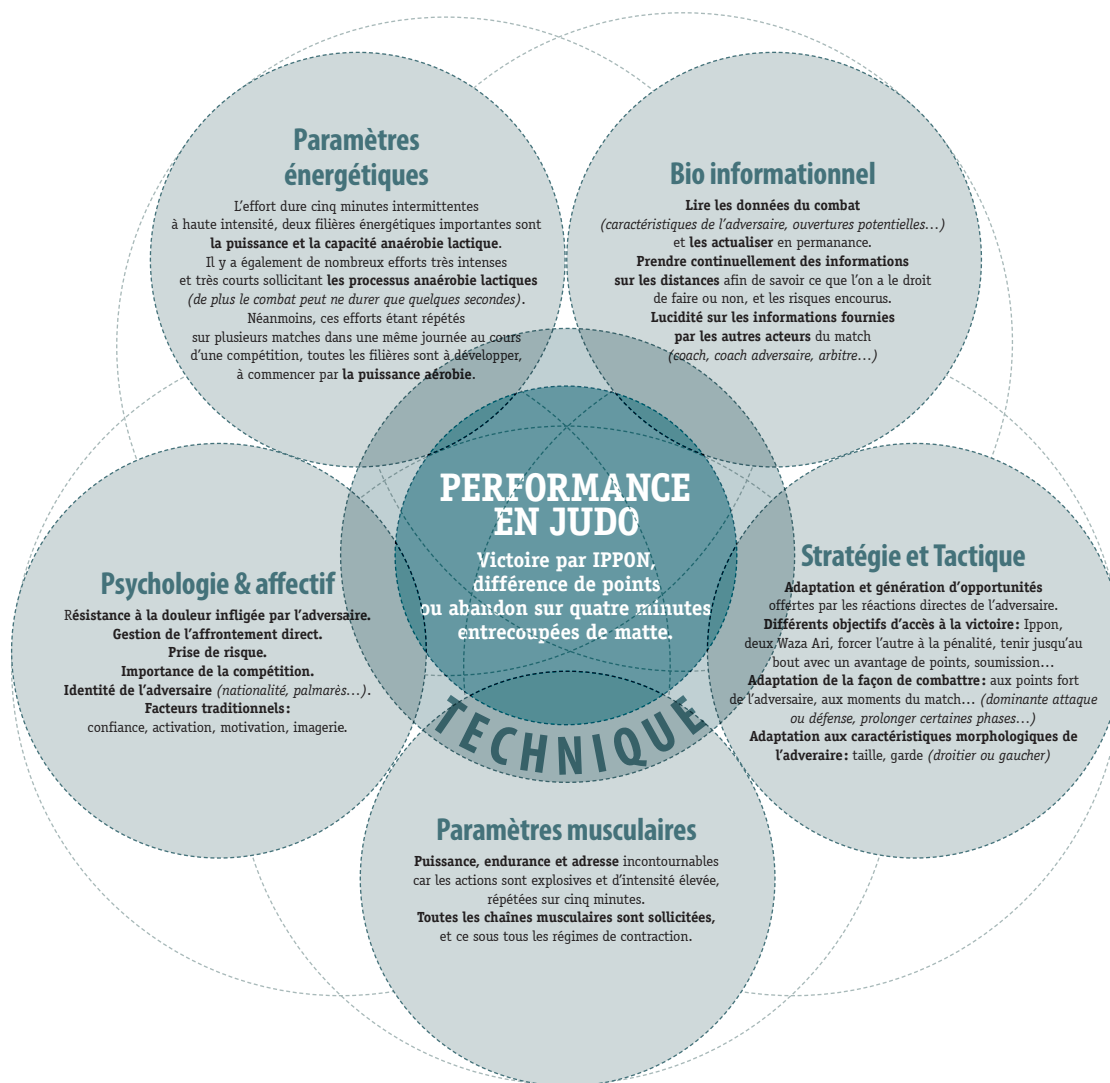 Paramètres
énergétiques
L'effort dure cinq minutes intermittentes
à haute intensité, deux filières énergétiques importantes sont
la puissance et la capacité anaérobie lactique.
Il y a également de nombreux efforts très intenses
et très courts sollicitant les processus anaérobie lactiques
(de plus le combat peut ne durer que quelques secondes).
Néanmoins, ces efforts étant répétés
sur plusieurs matches dans une même journée au cours
d'une compétition, toutes les filières sont à développer,
à commencer par la puissance aérobie.
Bio informationnel
Lire les données du combat
(caractéristiques de l'adversaire, ouvertures potentielles…)
et les actualiser en permanance.
Prendre continuellement des informations
sur les distances afin de savoir ce que l'on a le droit
de faire ou non, et les risques encourus.
Lucidité sur les informations fournies
par les autres acteurs du match
(coach, coach adversaire, arbitre…)
PERFORMANCE
EN JUDO
Victoire par IPPON,
différence de points
ou abandon sur quatre minutes
entrecoupées de matte.
TECHNIQUE
Psychologie & affectif
Résistance à la douleur infligée par l'adversaire.
Gestion de l'affrontement direct.
Prise de risque.
Importance de la compétition.
Identité de l'adversaire (nationalité, palmarès…).
Facteurs traditionnels:
confiance, activation, motivation, imagerie.
Stratégie et Tactique
Adaptation et génération d'opportunités
offertes par les réactions directes de l'adversaire.
Différents objectifs d'accès à la victoire: Ippon,
deux Waza Ari, forcer l'autre à la pénalité, tenir jusqu'au
bout avec un avantage de points, soumission…
Adaptation de la façon de combattre: aux points fort
de l'adversaire, aux moments du match… (dominante attaque
ou défense, prolonger certaines phases…)
Adaptation aux caractéristiques morphologiques de
l'adveraire: taille, garde (droitier ou gaucher)
Paramètres musculaires
Puissance, endurance et adresse incontournables
car les actions sont explosives et d'intensité élevée,
répétées sur cinq minutes.
Toutes les chaînes musculaires sont sollicitées,
et ce sous tous les régimes de contraction.